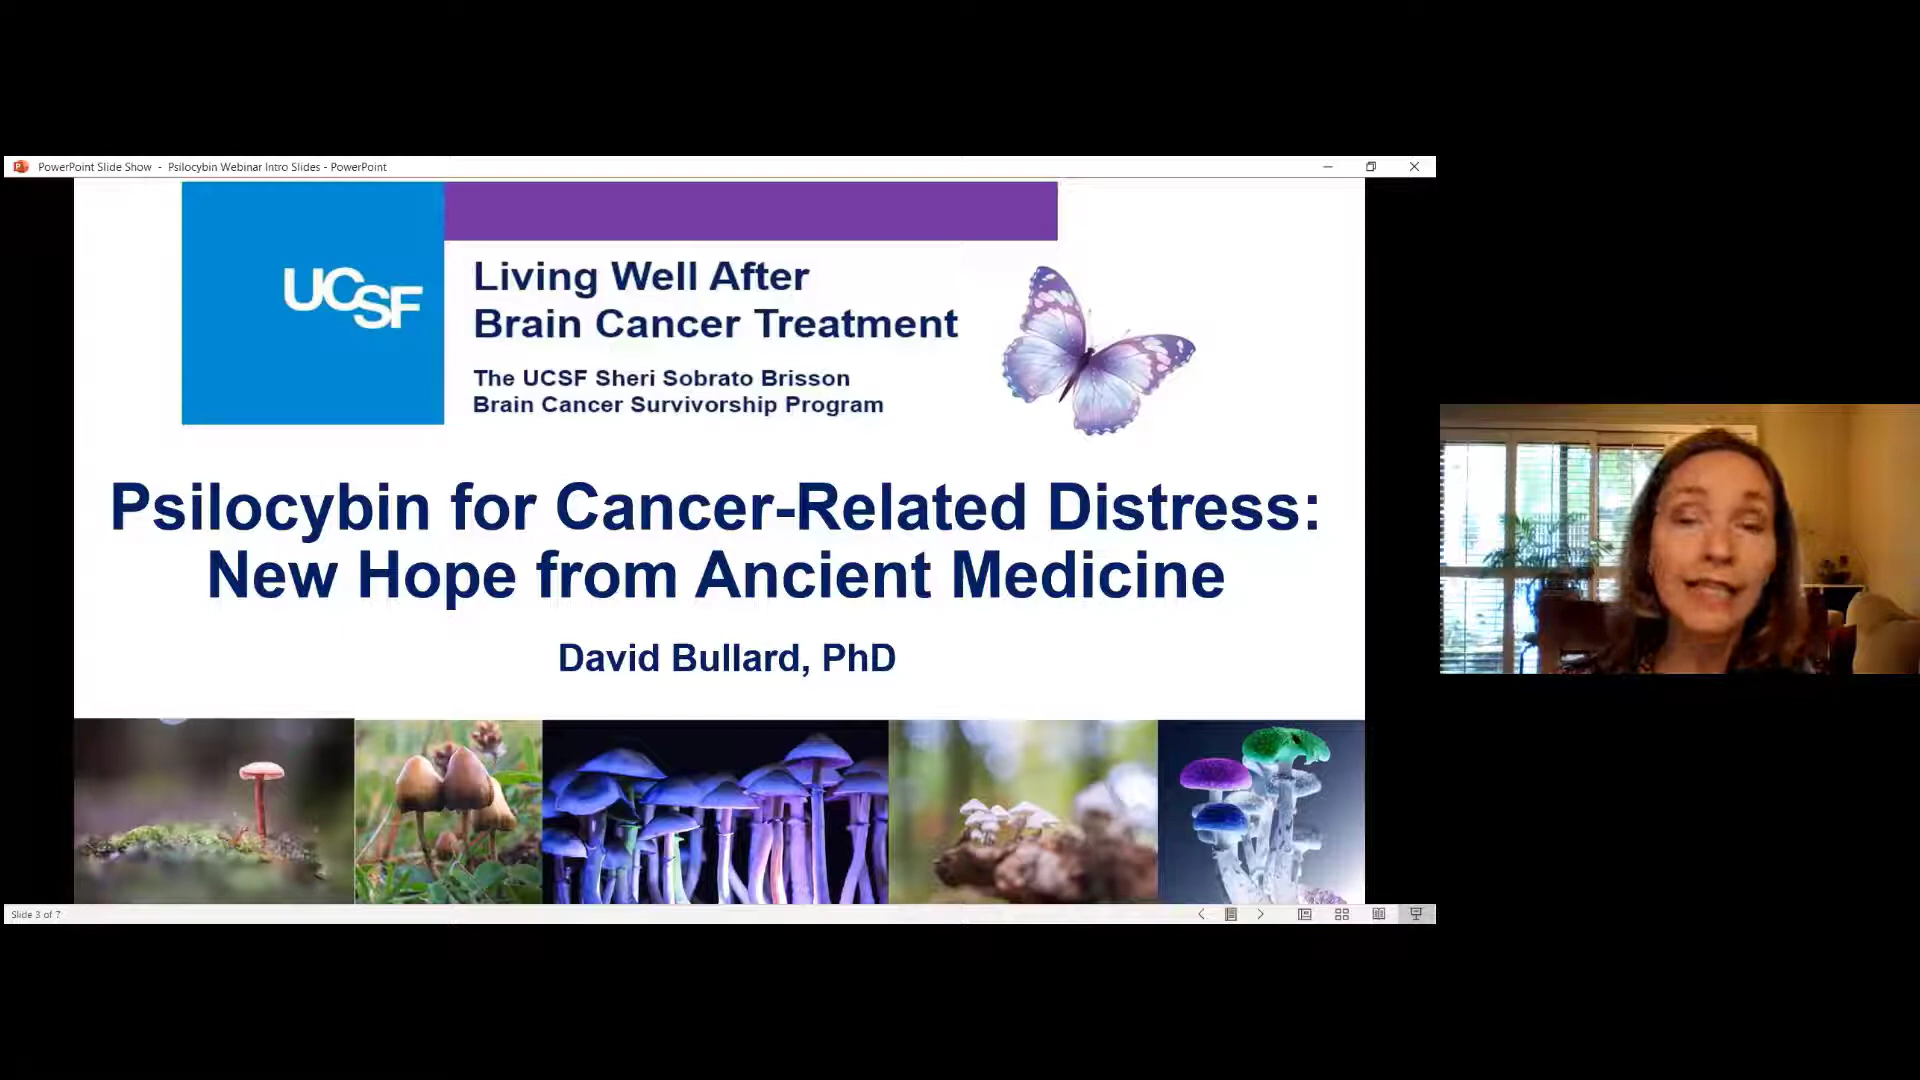 PowerPoint Slide Show - Psilocybin Webinar Intro Slides - PowerPoint
UCSF
Living Well After
Brain Cancer Treatment
The UCSF Sheri Sobrato Brisson
Brain Cancer Survivorship Program
Psilocybin for Cancer-Related Distress:
New Hope from Ancient Medicine
David Bullard, PhD
Slide 3 of 7